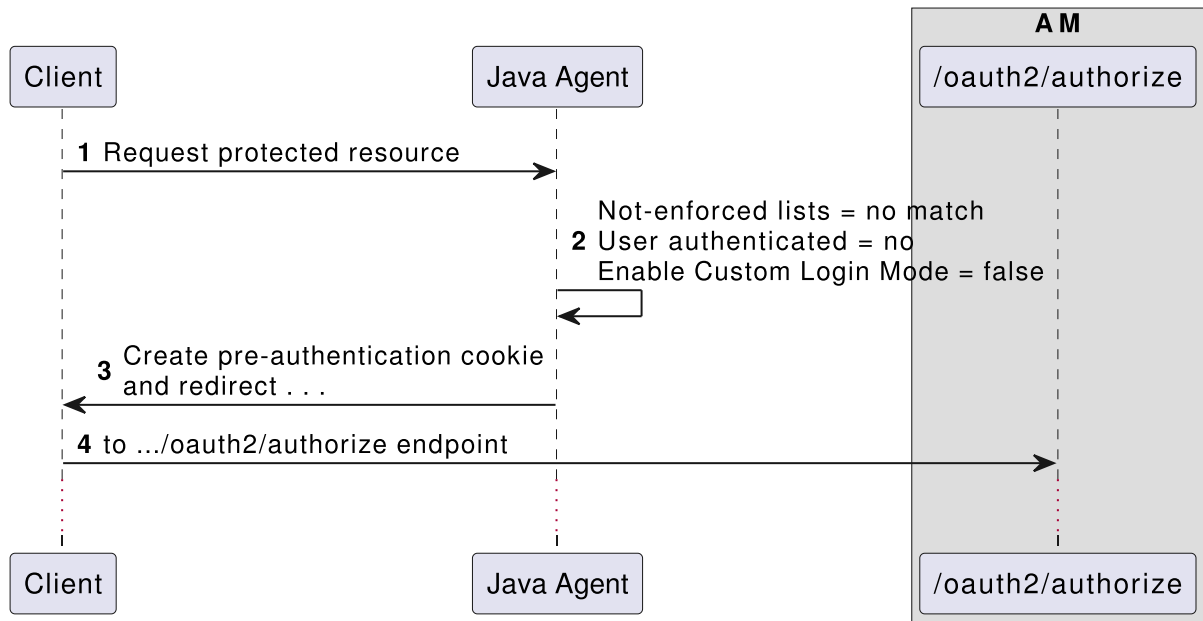 AM
Client
Java Agent
/oauth2/authorize
1 Request protected resource
Not-enforced lists = no match
2 User authenticated = no
Enable Custom Login Mode = false
Create pre-authentication cookie
3 and redirect . . .
4 to .../oauth2/authorize endpoint
Client
Java Agent
/oauth2/authorize